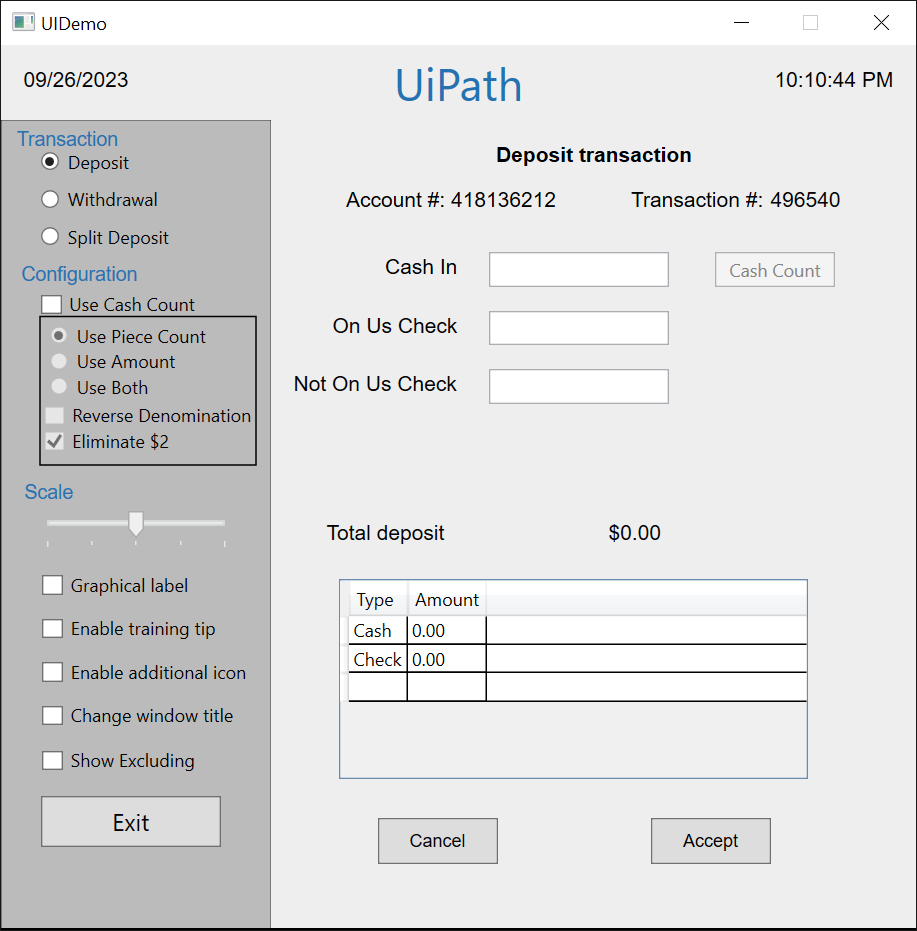 UIDemo
09/26/2023
UiPath
10:10:44 PM
Transaction
Deposit
Withdrawal
Split Deposit
Configuration
Use Cash Count
Use Piece Count
Use Amount
Use Both
Reverse Denomination
Eliminate $2
Scale
Graphical label
Enable training tip
Enable additional icon
Change window title
Show Excluding
Exit
Deposit transaction
Account #: 418136212 Transaction #: 496540
Cash In
Cash Count
On Us Check
Not On Us Check
Total deposit $0.00
Type Amount
Cash 0.00
Check 0.00
Cancel Accept